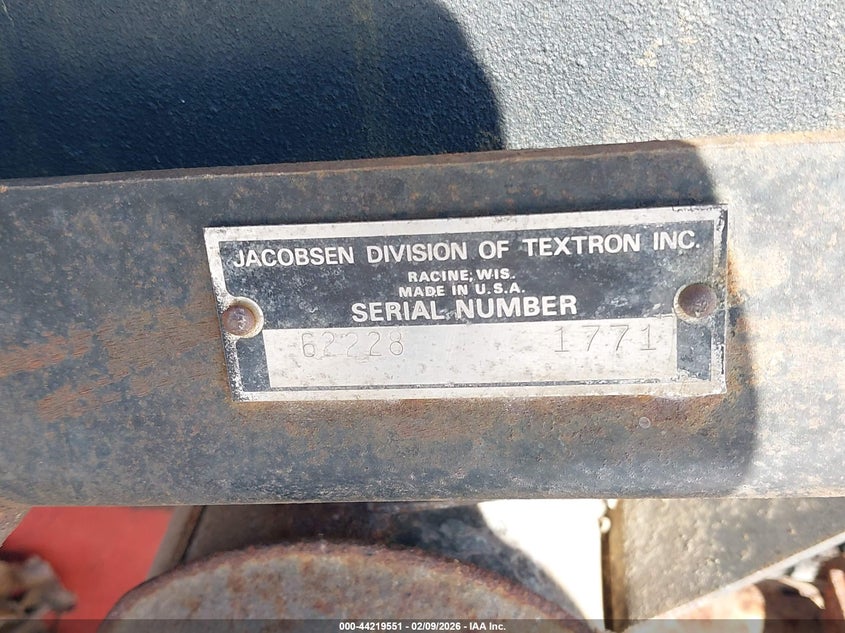 JACOBSEN DIVISION OF TEXTRON INC.
RACINE, WIS.
MADE IN U.S.A.
SERIAL NUMBER
62228 1771
000-44219551 - 02/09/2026 - IAA Inc.